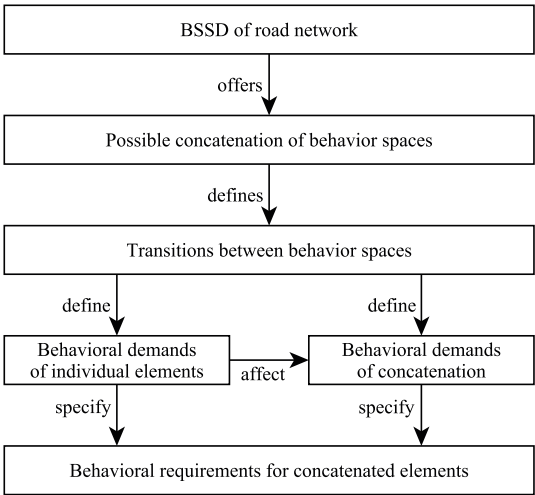 BSSD of road network
offers
Possible concatenation of behavior spaces
defines
Transitions between behavior spaces
define
define
Behavioral demands
of individual elements
affect
Behavioral demands
of concatenation
specify
specify
Behavioral requirements for concatenated elements